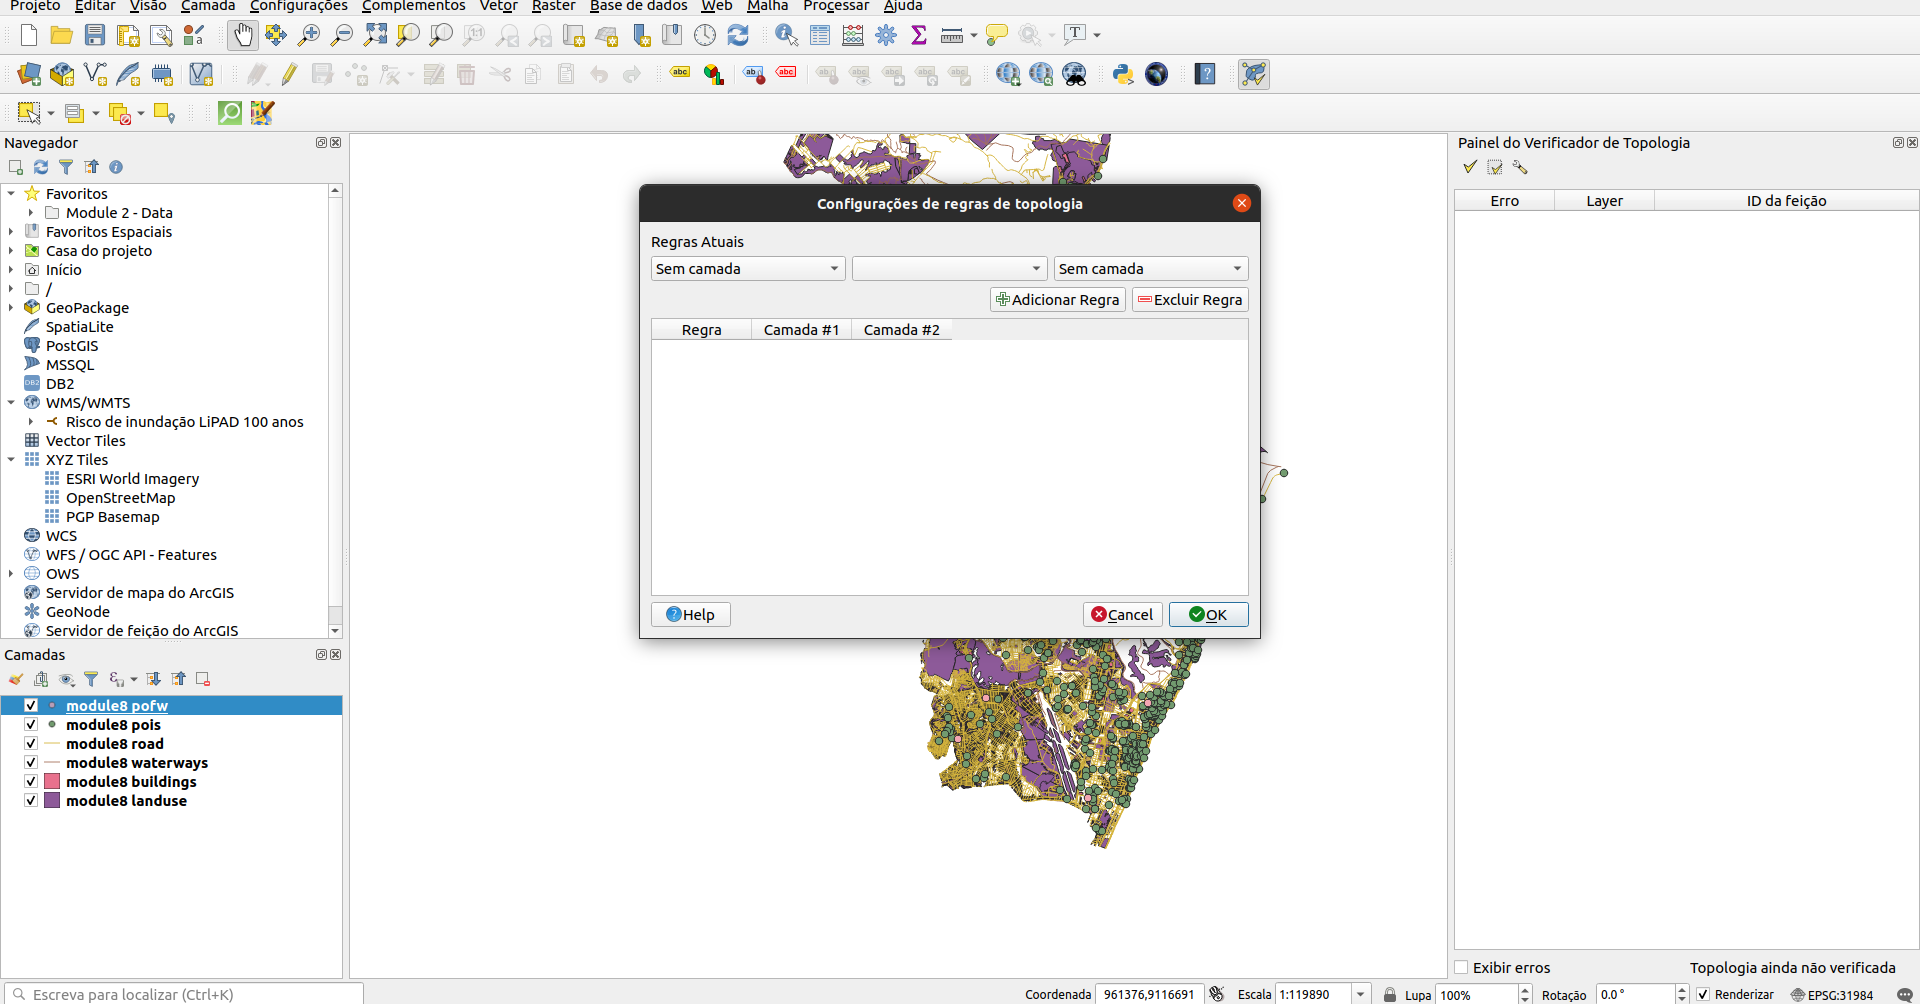 Projeto Editar Visão Camada Configurações Complementos Vetor Raster Base de dados Web Malha Processar Ajuda
1:1
T
abc
abc
abc
Navegador
Favoritos
Module 2 - Data
Favoritos Espaciais
Casa do projeto
Início
/
GeoPackage
SpatiaLite
PostGIS
MSSQL
DB2 DB2
WMS/WMTS
Risco de inundação LiPAD 100 anos
Vector Tiles
XYZ Tiles
ESRI World Imagery
OpenStreetMap
PGP Basemap
WCS
WFS / OGC API - Features
OWS
Servidor de mapa do ArcGIS
GeoNode
Servidor de feição do ArcGIS
Camadas
module8 pofw
module8 pois
module8 road
module8 waterways
module8 buildings
module8 landuse
Configurações de regras de topologia
Regras Atuais
Sem camada
Sem camada
Adicionar Regra
Excluir Regra
Regra Camada #1 Camada #2
Help
Cancel
OK
Painel do Verificador de Topologia
Erro Layer ID da feição
Exibir erros
Topologia ainda não verificada
Escreva para localizar (Ctrl+K)
Coordenada 961376,9116691
Escala 1:119890
Lupa 100%
Rotação 0.0 °
Renderizar
EPSG:31984